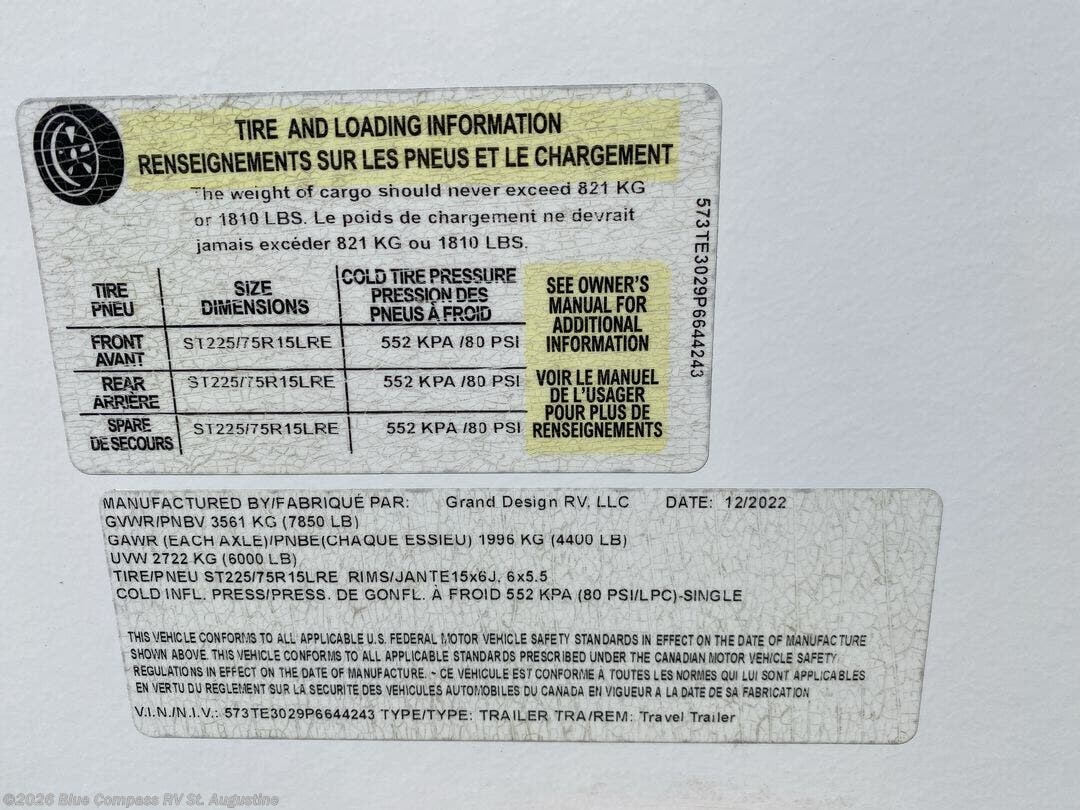 TIRE AND LOADING INFORMATION
RENSEIGNEMENTS SUR LES PNEUS ET LE CHARGEMENT
The weight of cargo should never exceed 821 KG
or 1810 LBS. Le poids de chargement ne devrait
jamais excéder 821 KG ou 1810 LBS.
573TE3029P6644243
TIRE
PNEU
SIZE
DIMENSIONS
COLD TIRE PRESSURE
PRESSION DES
PNEUS À FROID
FRONT
AVANT
ST225/75R15LRE
552 KPA /80 PSI
REAR
ARRIÈRE
ST225/75R15LRE
552 KPA /80 PSI
SPARE
DE SECOURS
ST225/75R15LRE
552 KPA /80 PSI
SEE OWNER'S
MANUAL FOR
ADDITIONAL
INFORMATION
VOIR LE MANUEL
DE L'USAGER
POUR PLUS DE
RENSEIGNEMENTS
MANUFACTURED BY/FABRIQUÉ PAR: Grand Design RV, LLC DATE: 12/2022
GVWR/PNBV 3561 KG (7850 LB)
GAWR (EACH AXLE)/PNBE(CHAQUE ESSIEU) 1996 KG (4400 LB)
UVW 2722 KG (6000 LB)
TIRE/PNEU ST225/75R15LRE RIMS/JANTE15x6J, 6x5.5
COLD INFL. PRESS/PRESS. DE GONFL. À FROID 552 KPA (80 PSI/LPC)-SINGLE
THIS VEHICLE CONFORMS TO ALL APPLICABLE U.S. FEDERAL MOTOR VEHICLE SAFETY STANDARDS IN EFFECT ON THE DATE OF MANUFACTURE
SHOWN ABOVE. THIS VEHICLE CONFORMS TO ALL APPLICABLE STANDARDS PRESCRIBED UNDER THE CANADIAN MOTOR VEHICLE SAFETY
REGULATIONS IN EFFECT ON THE DATE OF MANUFACTURE. - CE VEHICULE EST CONFORME A TOUTES LES NORMES QUI LUI SONT APPLICABLES
EN VERTU DU REGLEMENT SUR LA SECURITE DES VEHICULES AUTOMOBILES DU CANADA EN VIGUEUR A LA DATE DE SA FABRICATION
V.I.N./N.I.V.: 573TE3029P6644243 TYPE/TYPE: TRAILER TRA/REM: Travel Trailer
©2026 Blue Compass RV St. Augustine